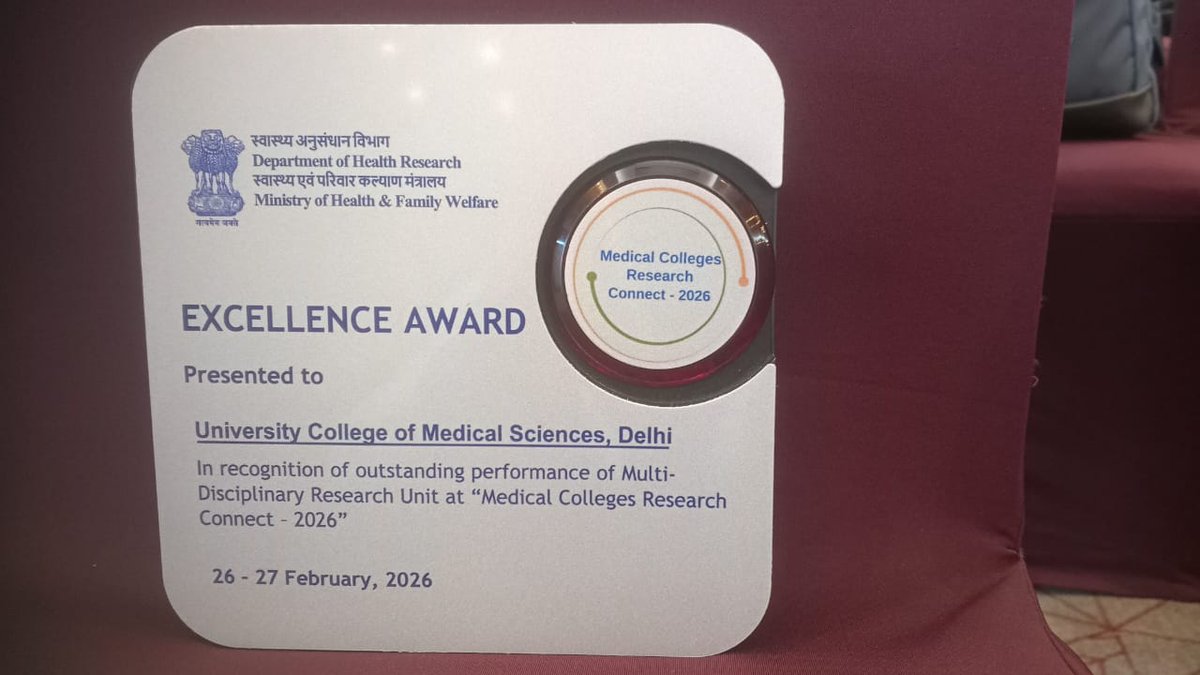 स्वास्थ्य अनुसंधान विभाग
Department of Health Research
स्वास्थ्य एवं परिवार कल्याण मंत्रालय
Ministry of Health & Family Welfare
सत्यमेव जयते
Medical Colleges
Research
Connect - 2026
EXCELLENCE AWARD
Presented to
University College of Medical Sciences, Delhi
In recognition of outstanding performance of Multi-
Disciplinary Research Unit at “Medical Colleges Research
Connect – 2026”
26 - 27 February, 2026